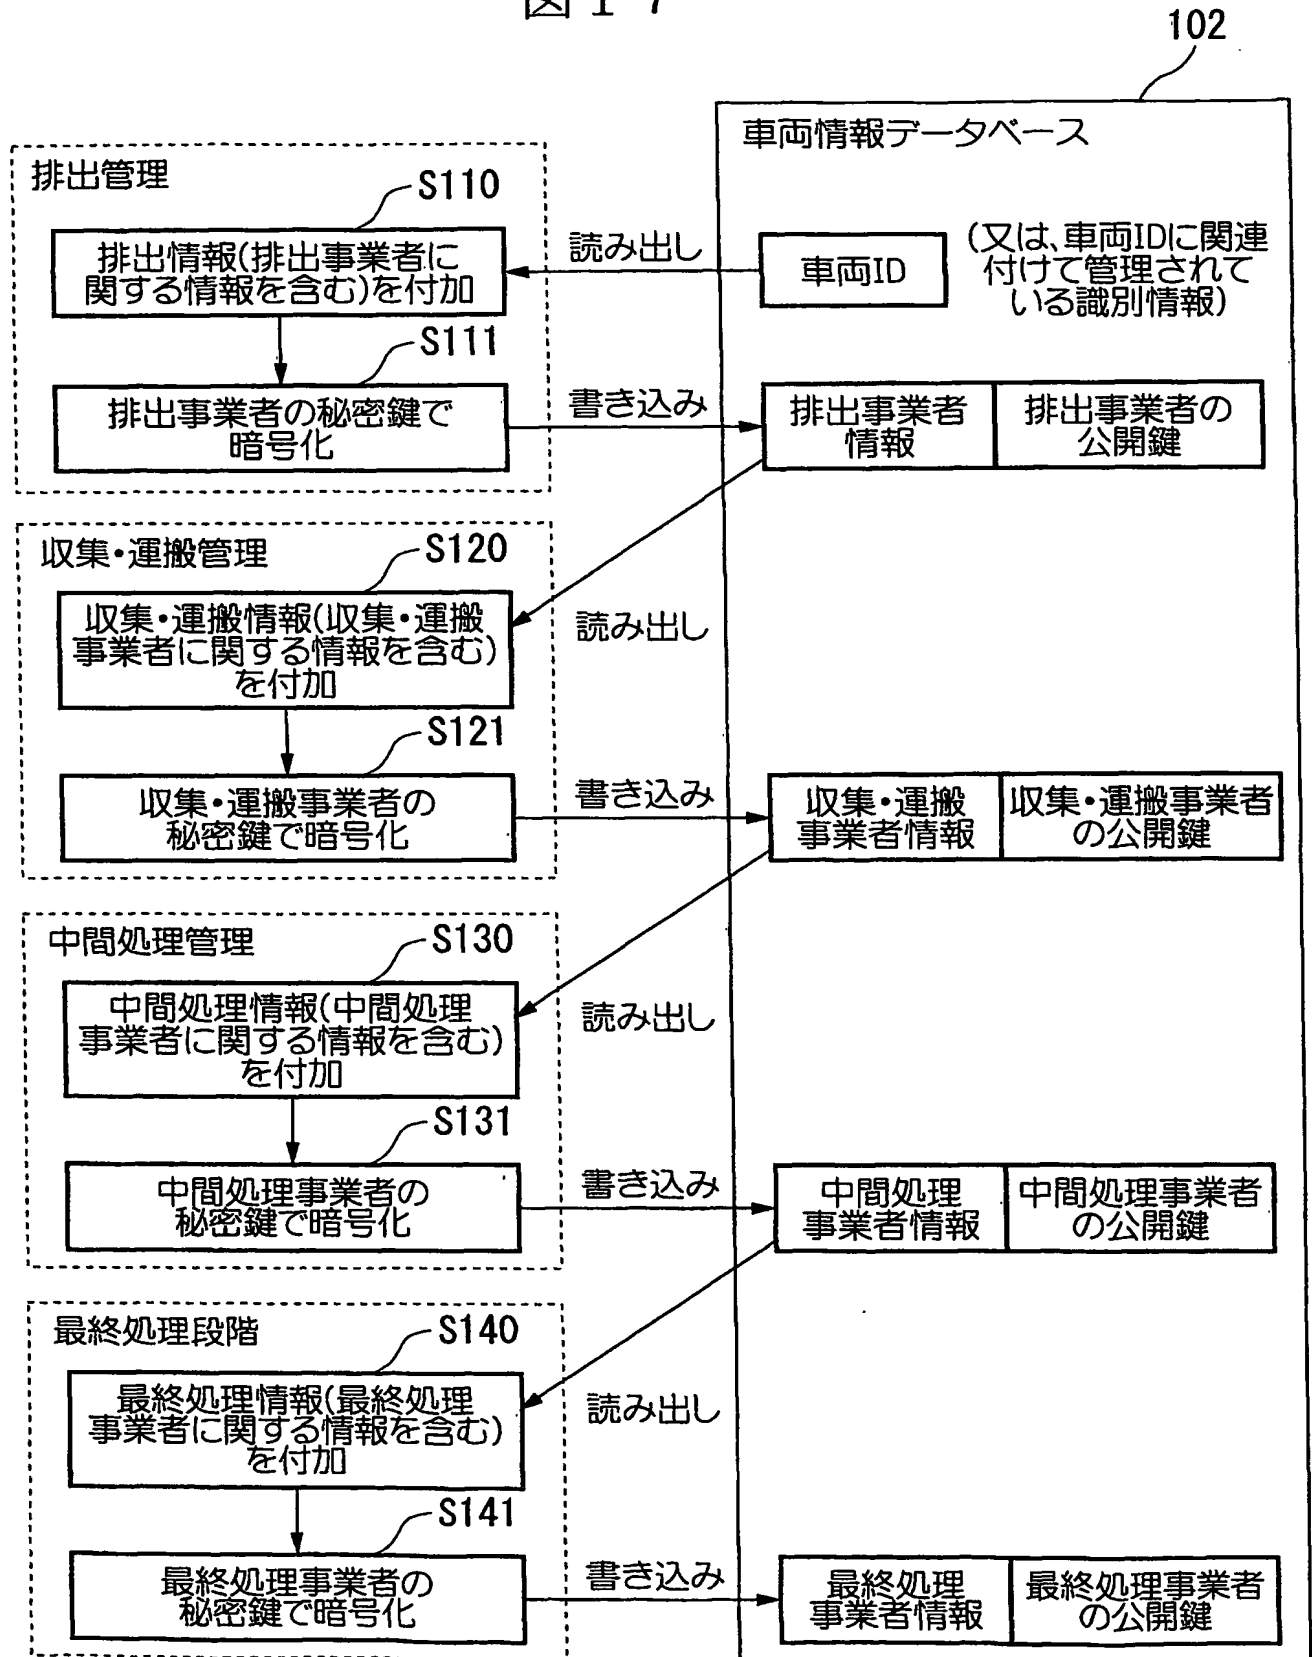 図17
102
車両情報データベース
排出管理
S110
排出情報(排出事業者に
関する情報を含む)を付加
読み出し
車両ID
(又は、車両IDに関連
付けて管理されて
いる識別情報)
S111
排出事業者の秘密鍵で
暗号化
書き込み
排出事業者
情報
排出事業者の
公開鍵
収集・運搬管理
S120
収集・運搬情報(収集・運搬
事業者に関する情報を含む)
を付加
読み出し
S121
収集・運搬事業者の
秘密鍵で暗号化
書き込み
収集・運搬
事業者情報
収集・運搬事業者
の公開鍵
中間処理管理
S130
中間処理情報(中間処理
事業者に関する情報を含む)
を付加
読み出し
S131
中間処理事業者の
秘密鍵で暗号化
書き込み
中間処理
事業者情報
中間処理事業者
の公開鍵
最終処理段階
S140
最終処理情報(最終処理
事業者に関する情報を含む)
を付加
読み出し
S141
最終処理事業者の
秘密鍵で暗号化
書き込み
最終処理
事業者情報
最終処理事業者
の公開鍵